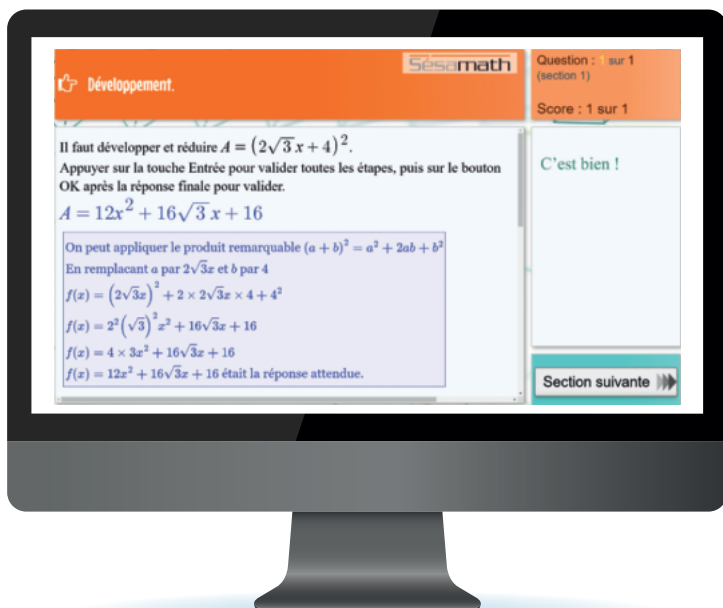 Développement.
Sésamath
Question : 1 sur 1
(section 1)
Score : 1 sur 1
Il faut développer et réduire A = (2√3 x + 4)².
Appuyer sur la touche Entrée pour valider toutes les étapes, puis sur le bouton
OK après la réponse finale pour valider.
A = 12x² + 16√3 x + 16
On peut appliquer le produit remarquable (a + b)² = a² + 2ab + b²
En remplacant a par 2√3x et b par 4
f(x) = (2√3x)² + 2 × 2√3x × 4 + 4²
f(x) = 2²(√3)²x² + 16√3x + 16
f(x) = 4 × 3x² + 16√3x + 16
f(x) = 12x² + 16√3x + 16 était la réponse attendue.
C'est bien !
Section suivante